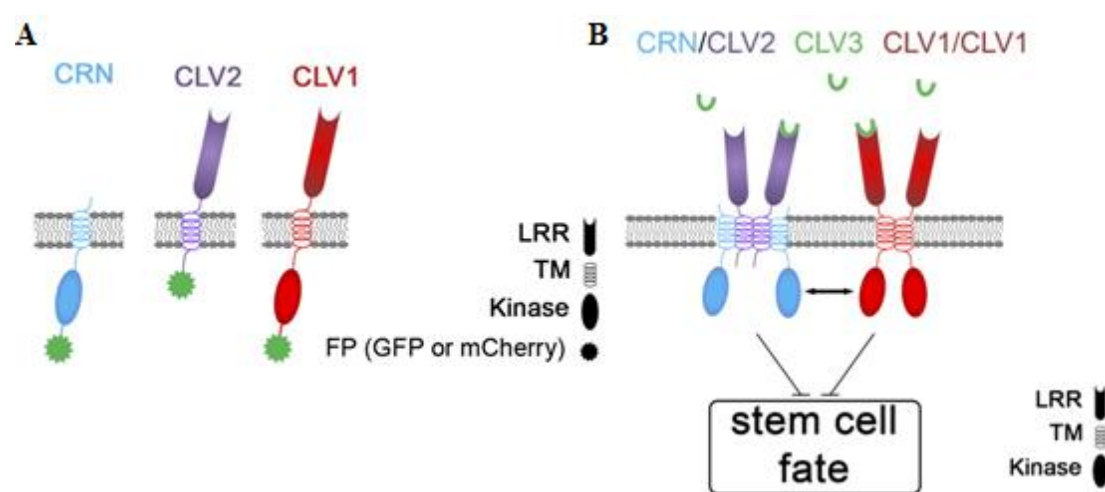 A
CRN
CLV2
CLV1
LRR
TM
Kinase
FP (GFP or mCherry)
B
CRN/CLV2 CLV3 CLV1/CLV1
stem cell
fate
LRR
TM
Kinase